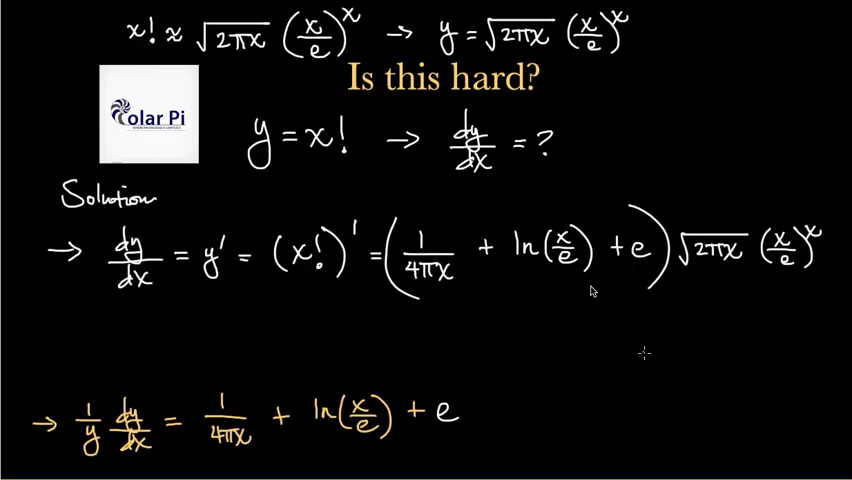 x! ≈ √2πx (x/e)^x → y = √2πx (x/e)^x
Is this hard?
Colar Pi
y = x! → dy/dx = ?
Solution
→ dy/dx = y' = (x!)' = (1/4πx + ln(x/e) + e) √2πx (x/e)^x
→ 1/y dy/dx = 1/4πx + ln(x/e) + e